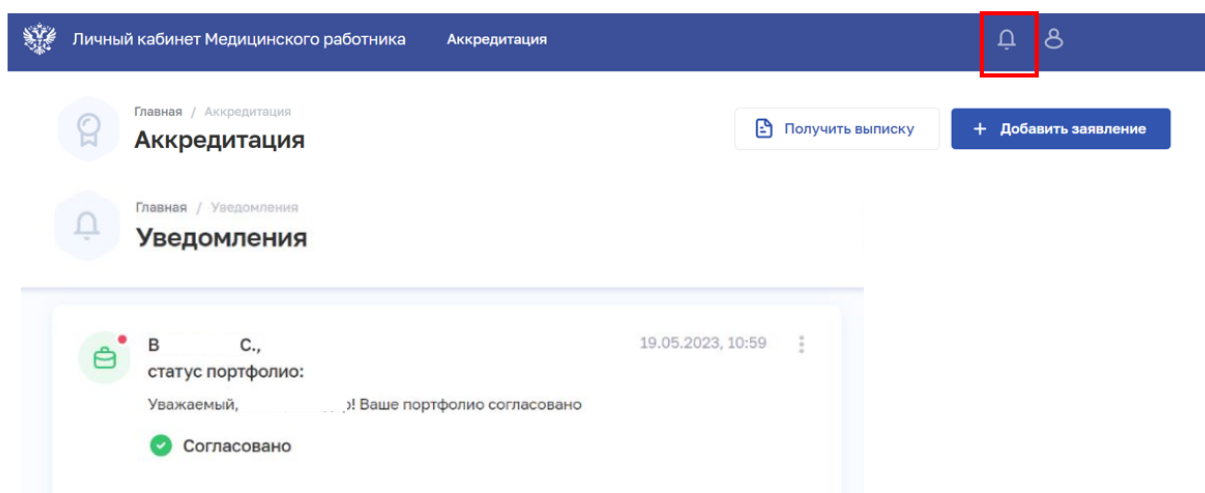 Личный кабинет Медицинского работника Аккредитация
Главная / Аккредитация
Аккредитация
Получить выписку
+ Добавить заявление
Главная / Уведомления
Уведомления
В С.,
19.05.2023, 10:59
статус портфолио:
Уважаемый, ! Ваше портфолио согласовано
Согласовано